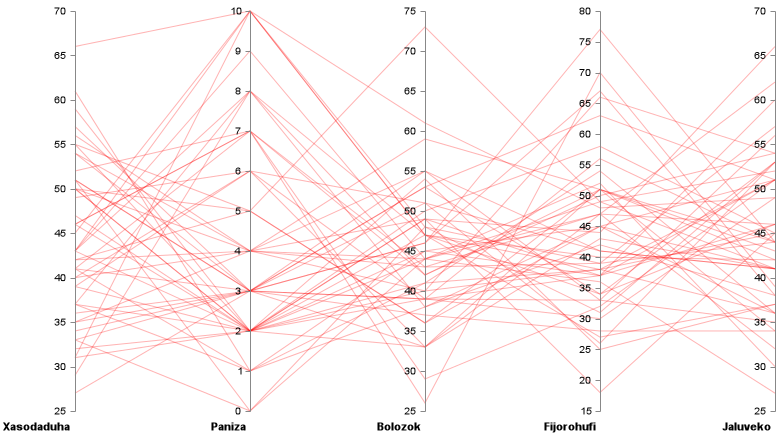 70 10 75 80 70
65 9 70 75 65
60 8 65 70 60
55 7 60 65 55
50 6 55 60 50
45 5 50 55 45
40 4 45 50 40
35 3 40 45 35
30 2 35 40 30
25 1 30 35 25
0 25 30
25
20
15
Xasodaduha Paniza Bolozok Fijorohufi Jaluveko